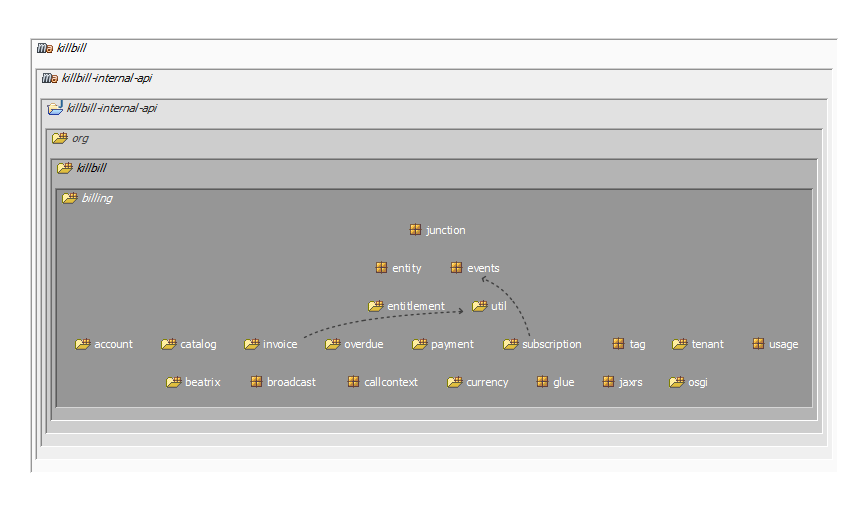 killbill
killbill-internal-api
killbill-internal-api
org
killbill
billing
junction
entity events
entitlement util
account catalog invoice overdue payment subscription tag tenant usage
beatrix broadcast callcontext currency glue jaxrs osgi